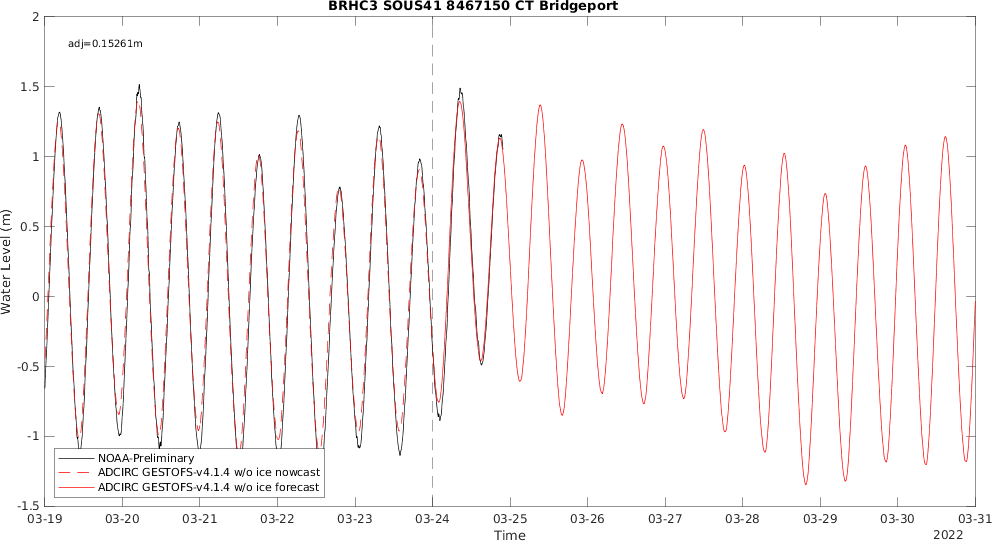 BRHC3 SOUS41 8467150 CT Bridgeport
2
adj=0.15261m
1.5
1
0.5
0
-0.5
-1
-1.5
Water Level (m)
NOAA-Preliminary
ADCIRC GESTOFS-v4.1.4 w/o ice nowcast
ADCIRC GESTOFS-v4.1.4 w/o ice forecast
03-19 03-20 03-21 03-22 03-23 03-24 03-25 03-26 03-27 03-28 03-29 03-30 03-31
Time
2022